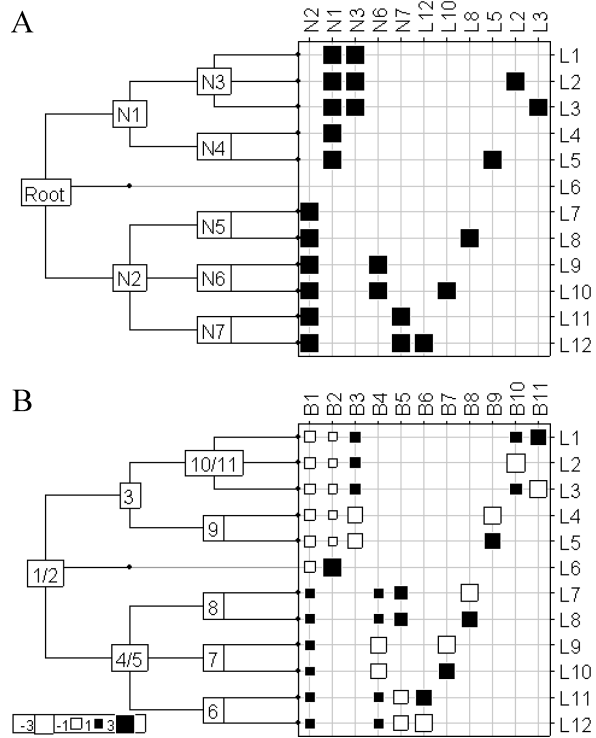 A
N2 N1 N3 N6 N7 L12 L10 L8 L5 L2 L3
L1
N3
L2
L3
N1
L4
N4
L5
Root
L6
L7
N5
L8
L9
N2
N6
L10
L11
N7
L12
B
B1 B2 B3 B4 B5 B6 B7 B8 B9 B10 B11
L1
10/11
L2
L3
3
L4
9
L5
1/2
L6
L7
8
L8
L9
4/5
7
L10
L11
6
L12
-3 -1 1 3